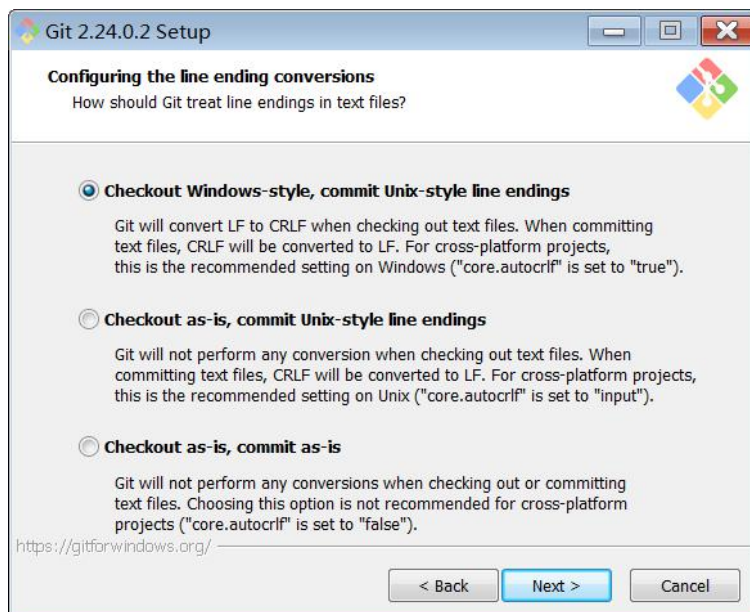 Git 2.24.0.2 Setup
Configuring the line ending conversions
How should Git treat line endings in text files?
Checkout Windows-style, commit Unix-style line endings
Git will convert LF to CRLF when checking out text files. When committing
text files, CRLF will be converted to LF. For cross-platform projects,
this is the recommended setting on Windows ("core.autocrlf" is set to "true").
Checkout as-is, commit Unix-style line endings
Git will not perform any conversion when checking out text files. When
committing text files, CRLF will be converted to LF. For cross-platform projects,
this is the recommended setting on Unix ("core.autocrlf" is set to "input").
Checkout as-is, commit as-is
Git will not perform any conversions when checking out or committing
text files. Choosing this option is not recommended for cross-platform
projects ("core.autocrlf" is set to "false").
https://gitforwindows.org/
< Back Next > Cancel